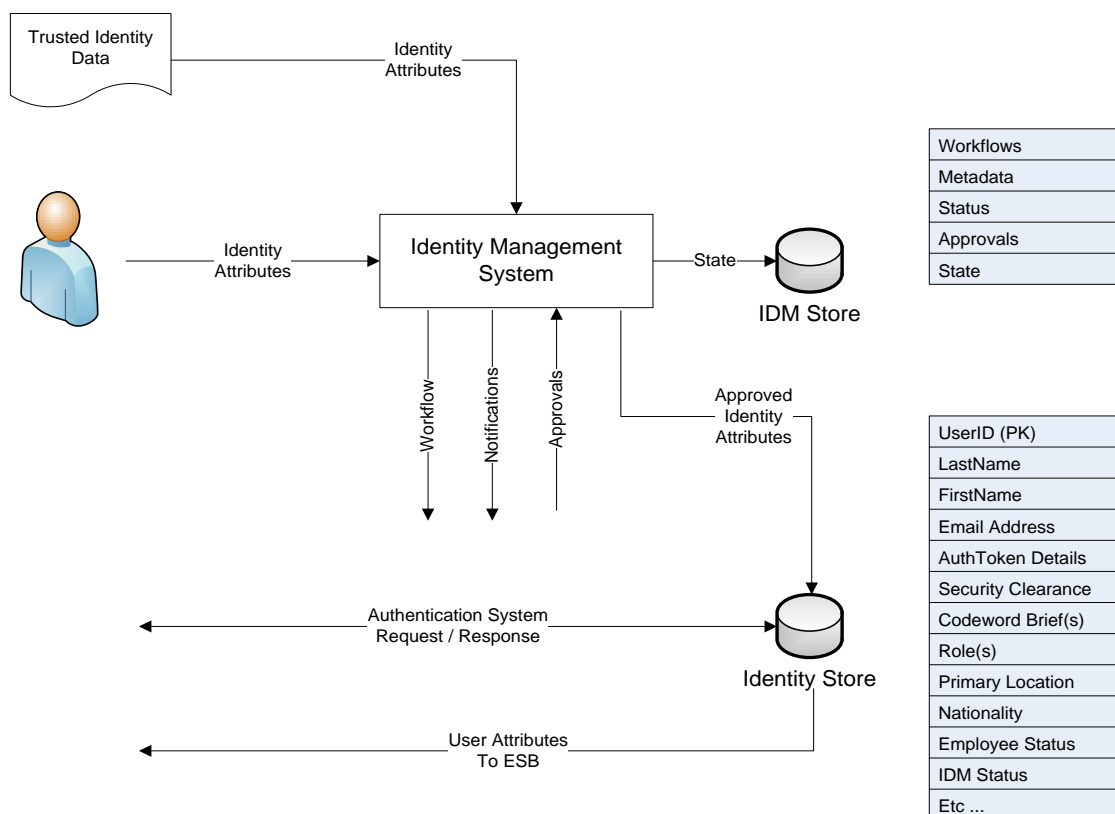 Trusted Identity
Data
Identity
Attributes
Identity
Attributes
Identity Management
System
State
IDM Store
Workflows
Metadata
Status
Approvals
State
Workflow
Notifications
Approvals
Approved
Identity
Attributes
UserID (PK)
LastName
FirstName
Email Address
AuthToken Details
Security Clearance
Codeword Brief(s)
Role(s)
Primary Location
Nationality
Employee Status
IDM Status
Etc ...
Authentication System
Request / Response
Identity Store
User Attributes
To ESB